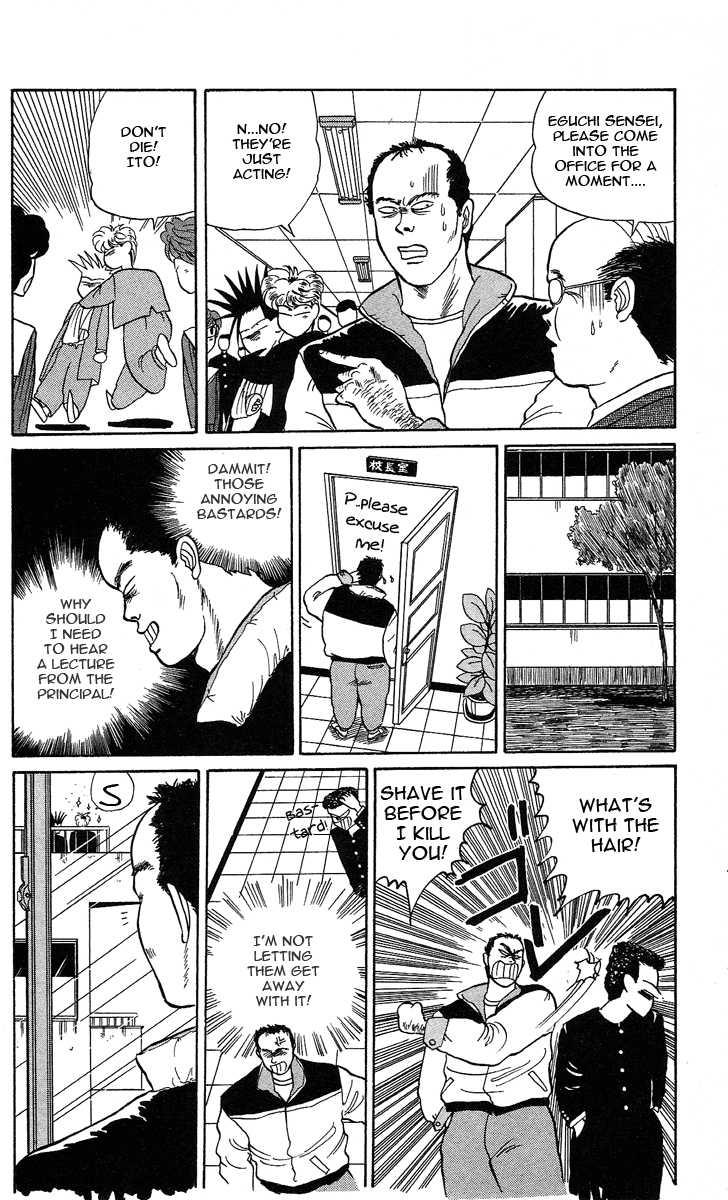 EGUCHI SENSEI,
PLEASE COME
INTO THE
OFFICE FOR A
MOMENT....
N...NO!
THEY'RE
JUST
ACTING!
DON'T
DIE!
ITO!
校長室
P-please
excuse
me!
DAMMIT!
THOSE
ANNOYING
BASTARDS!
WHY
SHOULD
I NEED
TO HEAR
A LECTURE
FROM THE
PRINCIPAL!
WHAT'S
WITH THE
HAIR!
SHAVE IT
BEFORE
I KILL
YOU!
Bas-
tard!
I'M NOT
LETTING
THEM GET
AWAY
WITH IT!